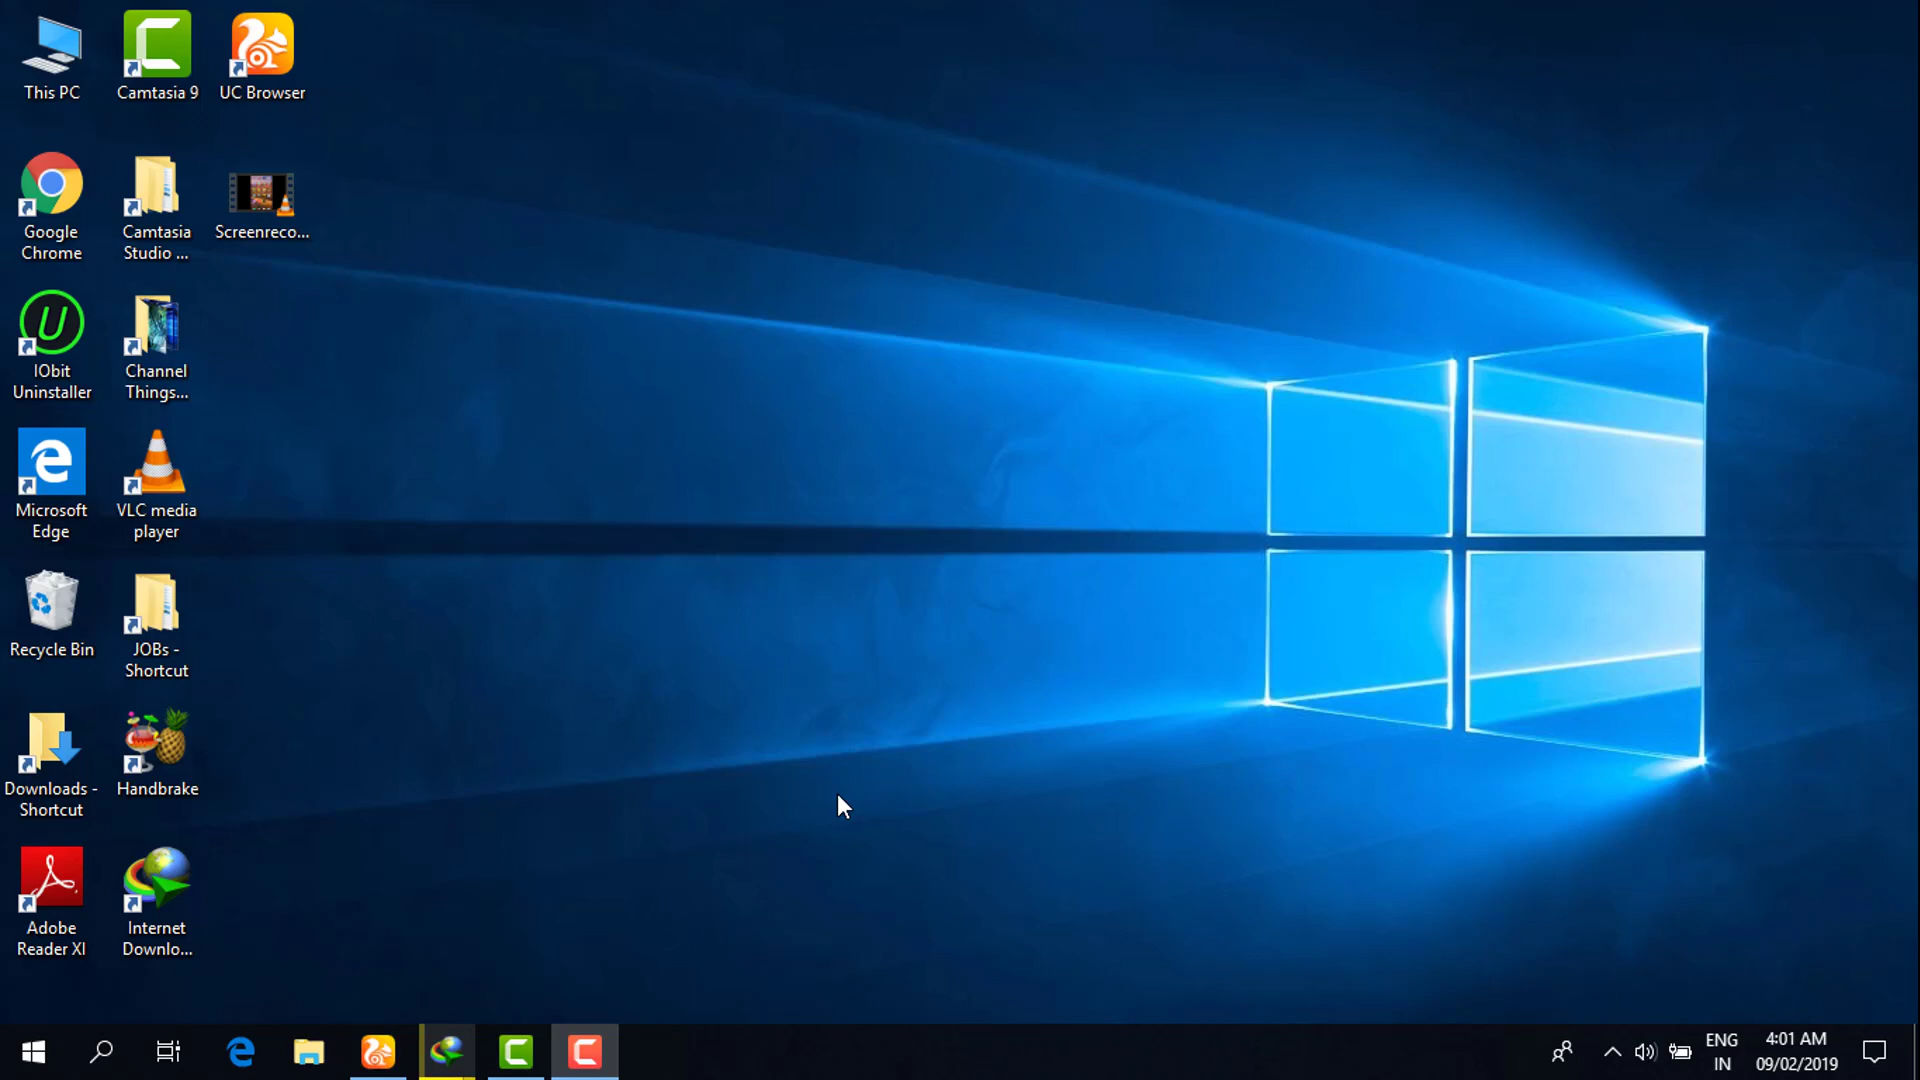 This PC
Camtasia 9
UC Browser
Google
Chrome
Camtasia
Studio ...
Screenreco...
IObit
Uninstaller
Channel
Things...
Microsoft
Edge
VLC media
player
Recycle Bin
JOBs -
Shortcut
Downloads -
Shortcut
Handbrake
Adobe
Reader XI
Internet
Downlo...
ENG
IN
4:01 AM
09/02/2019